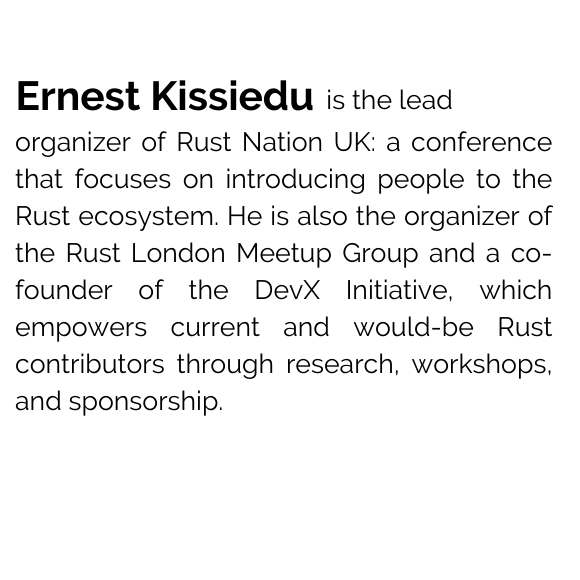 Ernest Kissiedu is the lead
organizer of Rust Nation UK: a conference
that focuses on introducing people to the
Rust ecosystem. He is also the organizer of
the Rust London Meetup Group and a co-
founder of the DevX Initiative, which
empowers current and would-be Rust
contributors through research, workshops,
and sponsorship.